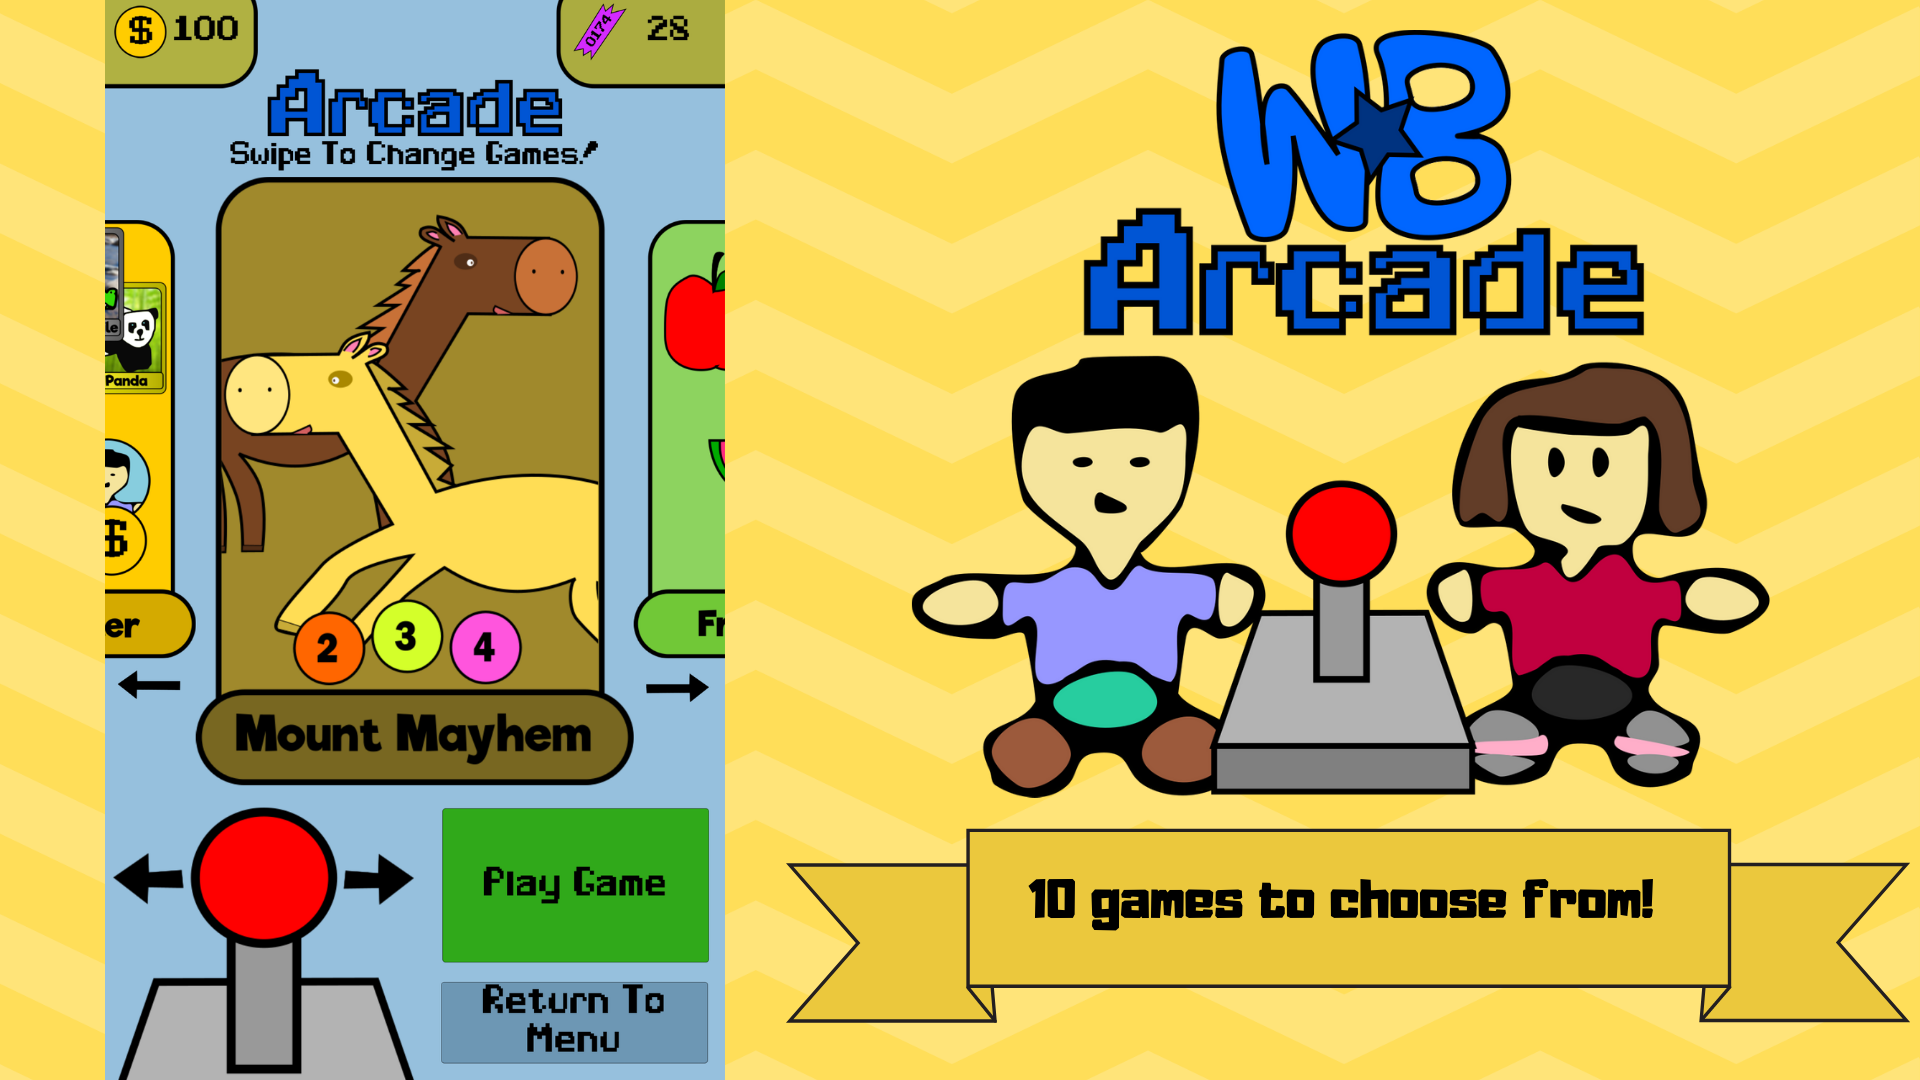 $ 100
0174 28
Arcade
Swipe To Change Games!
le
Panda
$
er
Fr
2 3 4
Mount Mayhem
Play Game
Return To
Menu
WB
Arcade
10 games to choose from!